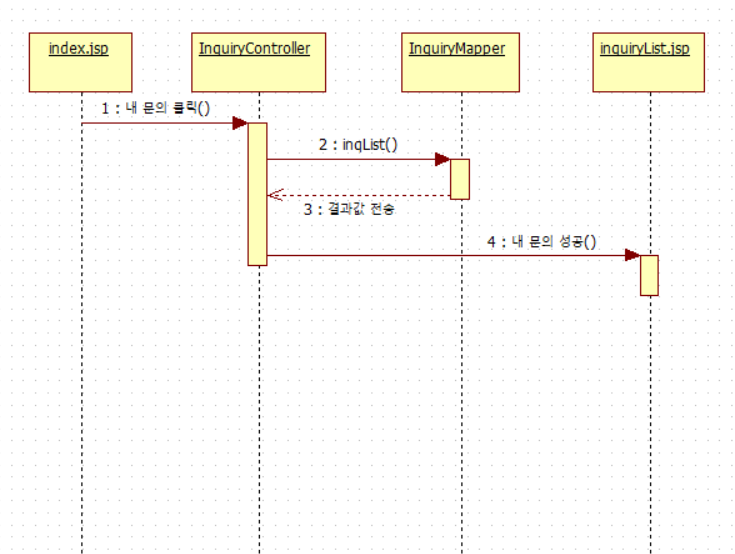 index.jsp
InquiryController
InquiryMapper
inquiryList.jsp
1 : 내 문의 클릭()
2 : inqList()
3 : 결과값 전송
4 : 내 문의 성공()